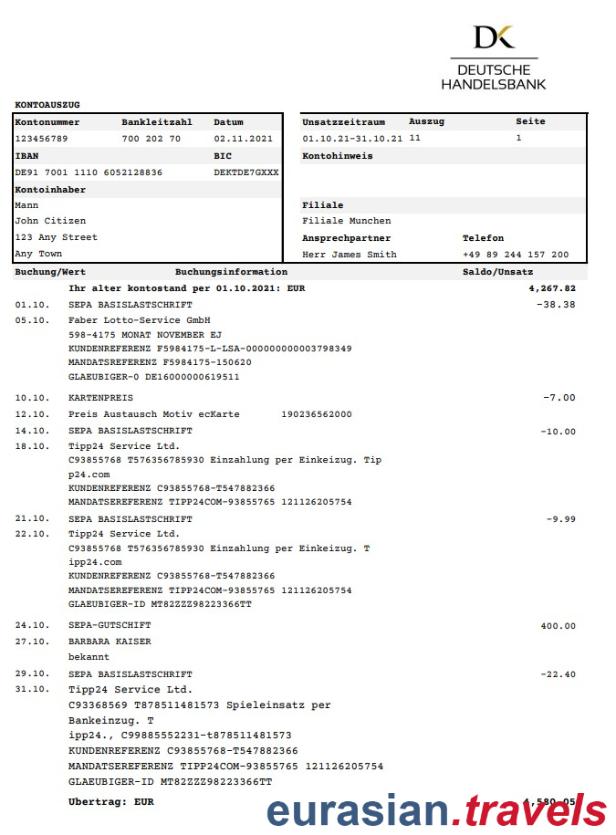 DK
DEUTSCHE
HANDELSBANK
KONTOAUSZUG
Kontonummer Bankleitzahl Datum
123456789 700 202 70 02.11.2021
IBAN BIC
DE91 7001 1110 6052128836 DEKTDE7GXXX
Kontoinhaber
Mann
John Citizen
123 Any Street
Any Town
Unsatzzeitraum Auszug Seite
01.10.21-31.10.21 11 1
Kontohinweis
Filiale
Filiale Munchen
Ansprechpartner Telefon
Herr James Smith +49 89 244 157 200
Buchung/Wert Buchungsinformation Saldo/Unsatz
Ihr alter kontostand per 01.10.2021: EUR 4,267.82
01.10. SEPA BASISLASTSCHRIFT -38.38
05.10. Faber Lotto-Service GmbH
598-4175 MONAT NOVEMBER EJ
KUNDENREFERENZ F5984175-L-LSA-000000000003798349
MANDATSREFERENZ F5984175-150620
GLAEUBIGER-0 DE16000000619511
10.10. KARTENPREIS -7.00
12.10. Preis Austausch Motiv ecKarte 190236562000
14.10. SEPA BASISLASTSCHRIFT -10.00
18.10. Tipp24 Service Ltd.
C93855768 T576356785930 Einzahlung per Einkeizug. Tip
p24.com
KUNDENREFERENZ C93855768-T547882366
MANDATSEREFERENZ TIPP24COM-93855765 121126205754
21.10. SEPA BASISLASTSCHRIFT -9.99
22.10. Tipp24 Service Ltd.
C93855768 T576356785930 Einzahlung per Einkeizug. T
ipp24.com
KUNDENREFERENZ C93855768-T547882366
MANDATSEREFERENZ TIPP24COM-93855765 121126205754
GLAEUBIGER-ID MT82ZZZ98223366TT
24.10. SEPA-GUTSCHIFT 400.00
27.10. BARBARA KAISER
bekannt
29.10. SEPA BASISLASTSCHRIFT -22.40
31.10. Tipp24 Service Ltd.
C93368569 T878511481573 Spieleinsatz per
Bankeinzug. T
ipp24., C99885552231-t878511481573
KUNDENREFERENZ C93855768-T547882366
MANDATSEREFERENZ TIPP24COM-93855765 121126205754
GLAEUBIGER-ID MT82ZZZ98223366TT
Ubertrag: EUR 4,580.05
eurasian.travels